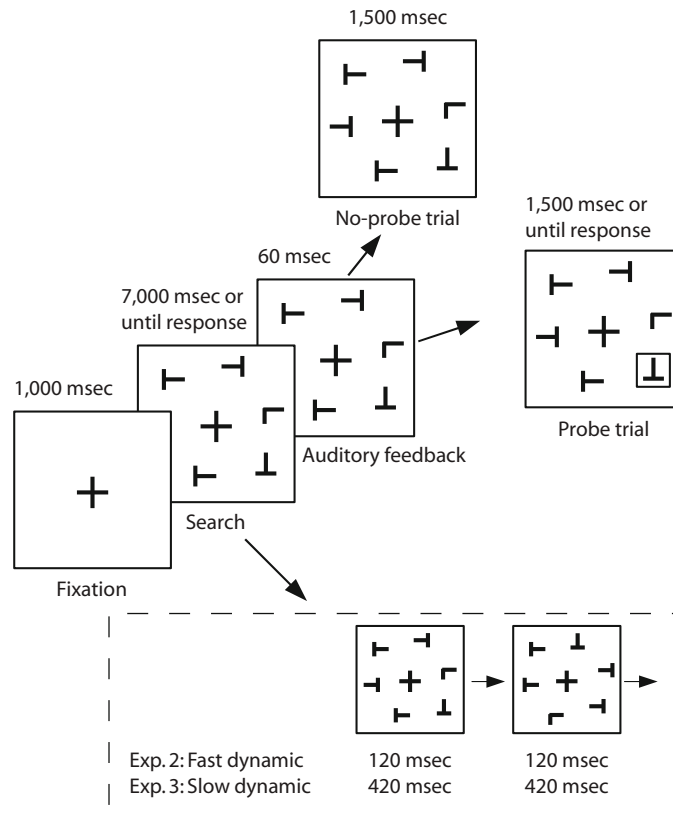 1,500 msec
No-probe trial
1,500 msec or
until response
Probe trial
60 msec
Auditory feedback
7,000 msec or
until response
Search
1,000 msec
Fixation
Exp. 2: Fast dynamic 120 msec 120 msec
Exp. 3: Slow dynamic 420 msec 420 msec